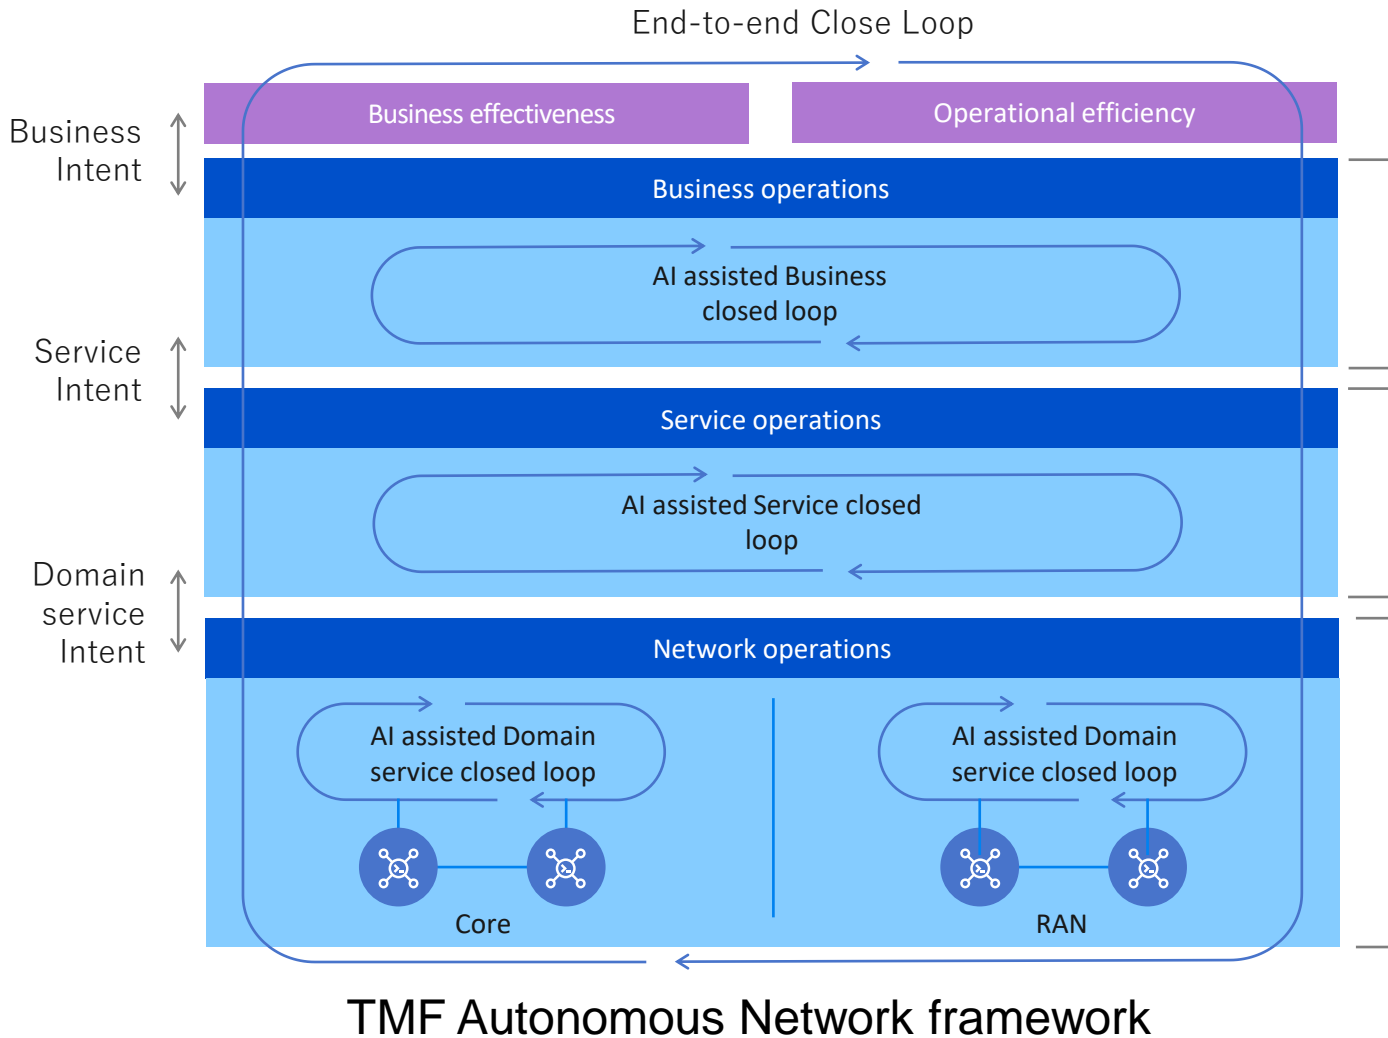 End-to-end Close Loop
Business effectiveness
Operational efficiency
Business
Intent
Business operations
AI assisted Business
closed loop
Service
Intent
Service operations
AI assisted Service closed
loop
Domain
service
Intent
Network operations
AI assisted Domain
service closed loop
AI assisted Domain
service closed loop
Core
RAN
TMF Autonomous Network framework